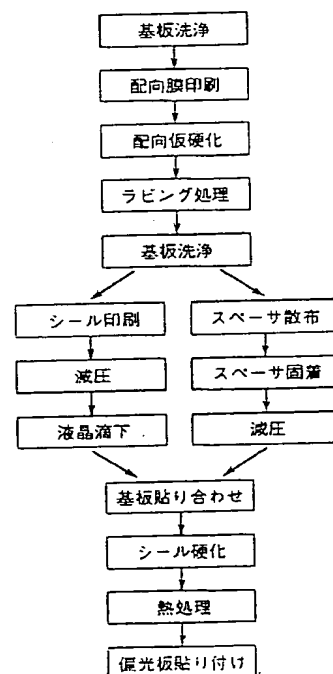 基板洗浄
配向膜印刷
配向仮硬化
ラビング処理
基板洗浄
シール印刷
減圧
液晶滴下
スペーサ散布
スペーサ固着
減圧
基板貼り合わせ
シール硬化
熱処理
偏光板貼り付け